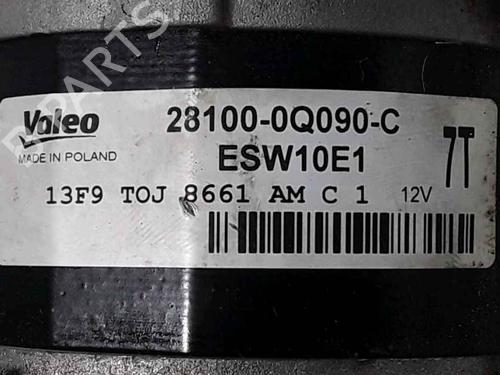 PARTS
Valeo 28100-0Q090-C
MADE IN POLAND ESW10E1 7T
13F9 TOJ 8661 AM C 1 12V